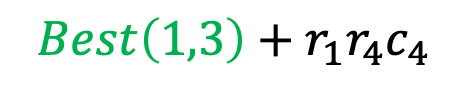 Best(1,3) + r₁r₄c₄